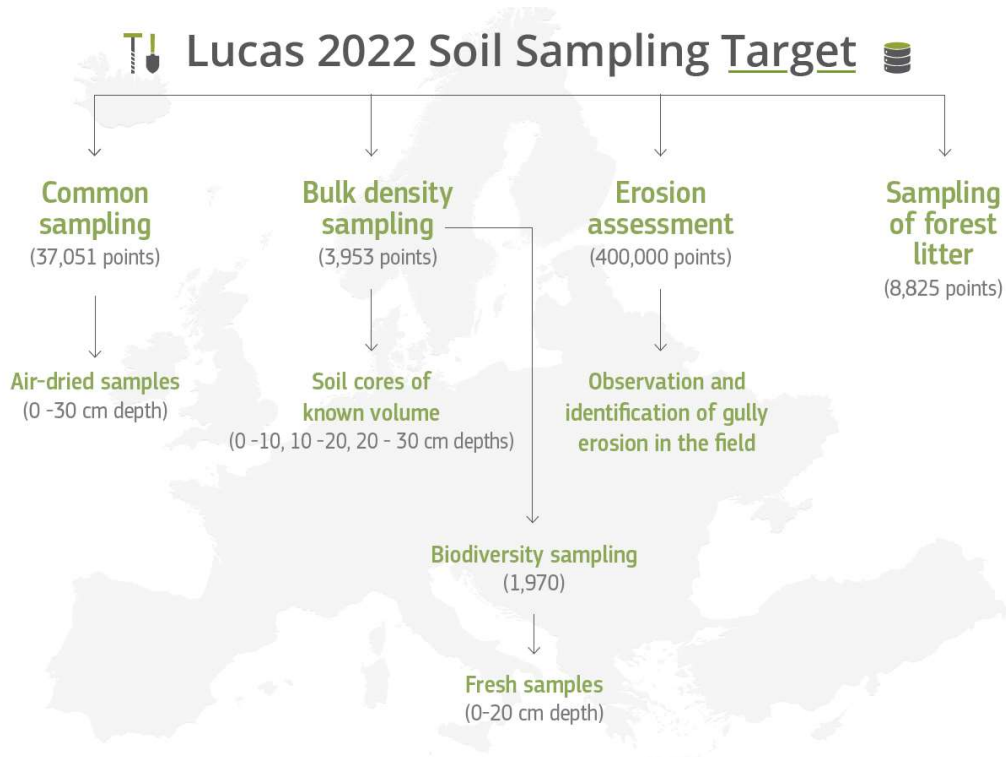 Lucas 2022 Soil Sampling Target
Common
sampling
(37,051 points)
Air-dried samples
(0 -30 cm depth)
Bulk density
sampling
(3,953 points)
Soil cores of
known volume
(0 -10, 10 -20, 20 - 30 cm depths)
Biodiversity sampling
(1,970)
Fresh samples
(0-20 cm depth)
Erosion
assessment
(400,000 points)
Observation and
identification of gully
erosion in the field
Sampling
of forest
litter
(8,825 points)